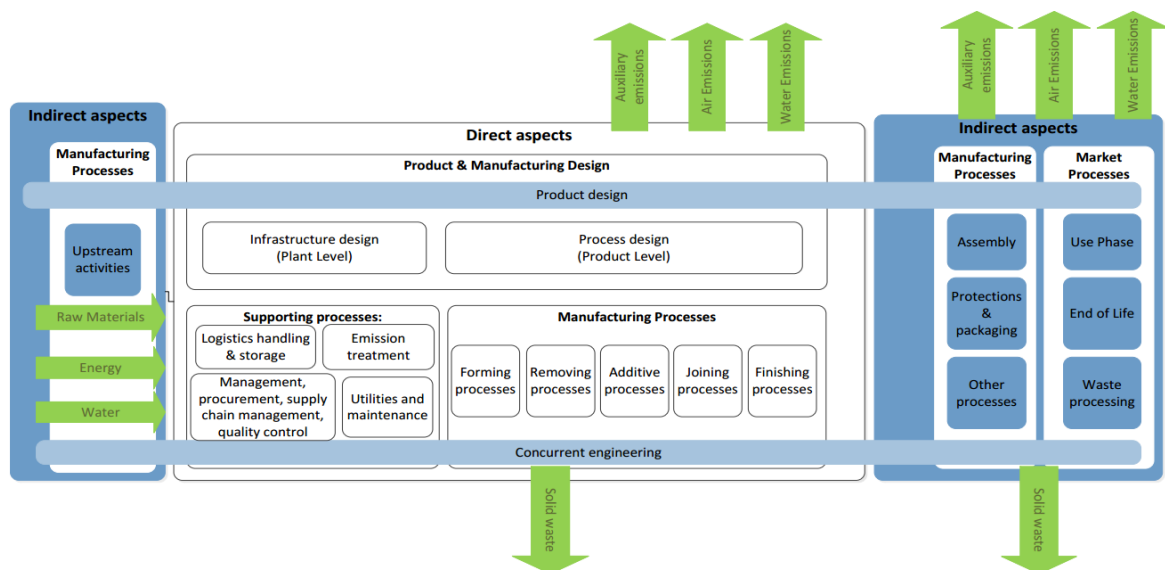 Auxiliary
emissions
Air Emissions
Water Emissions
Auxiliary
emissions
Air Emissions
Water Emissions
Indirect aspects
Manufacturing
Processes
Upstream
activities
Raw Materials
Energy
Water
Direct aspects
Product & Manufacturing Design
Product design
Infrastructure design
(Plant Level)
Process design
(Product Level)
Supporting processes:
Logistics handling
& storage
Emission
treatment
Management,
procurement, supply
chain management,
quality control
Utilities and
maintenance
Manufacturing Processes
Forming
processes
Removing
processes
Additive
processes
Joining
processes
Finishing
processes
Concurrent engineering
Indirect aspects
Manufacturing
Processes
Assembly
Protections
&
packaging
Other
processes
Market
Processes
Use Phase
End of Life
Waste
processing
Solid waste
Solid waste